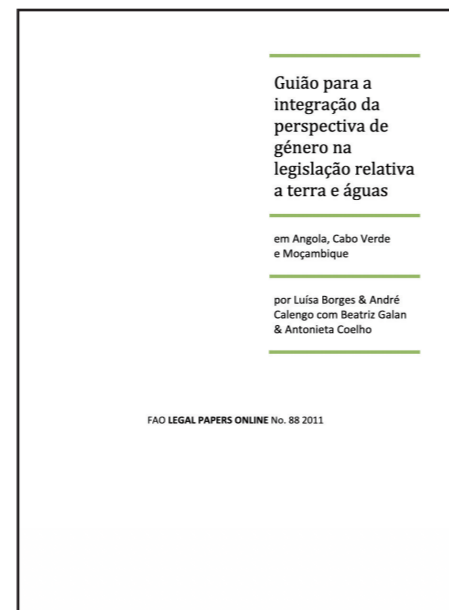 Guião para a
integração da
perspectiva de
género na
legislação relativa
a terra e águas
em Angola, Cabo Verde
e Moçambique
por Luísa Borges & André
Calengo com Beatriz Galan
& Antonieta Coelho
FAO LEGAL PAPERS ONLINE No. 88 2011